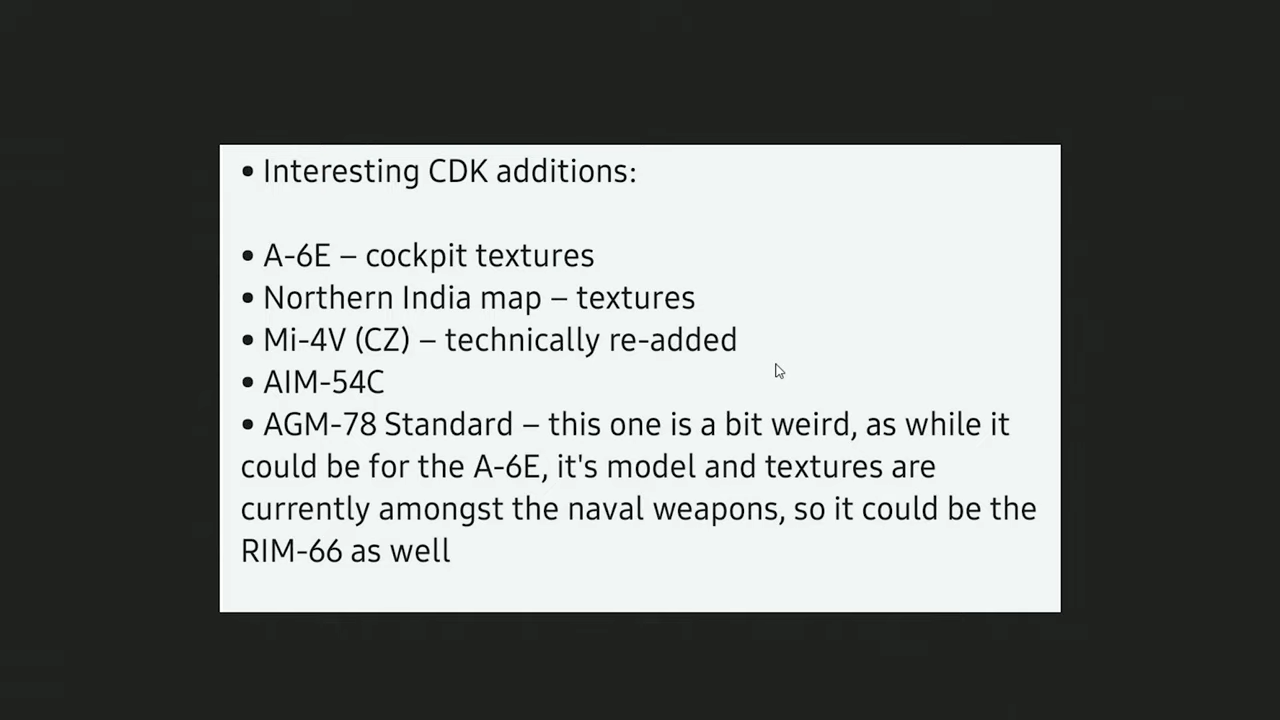 • Interesting CDK additions:
• A-6E – cockpit textures
• Northern India map – textures
• Mi-4V (CZ) – technically re-added
• AIM-54C
• AGM-78 Standard – this one is a bit weird, as while it
could be for the A-6E, it's model and textures are
currently amongst the naval weapons, so it could be the
RIM-66 as well